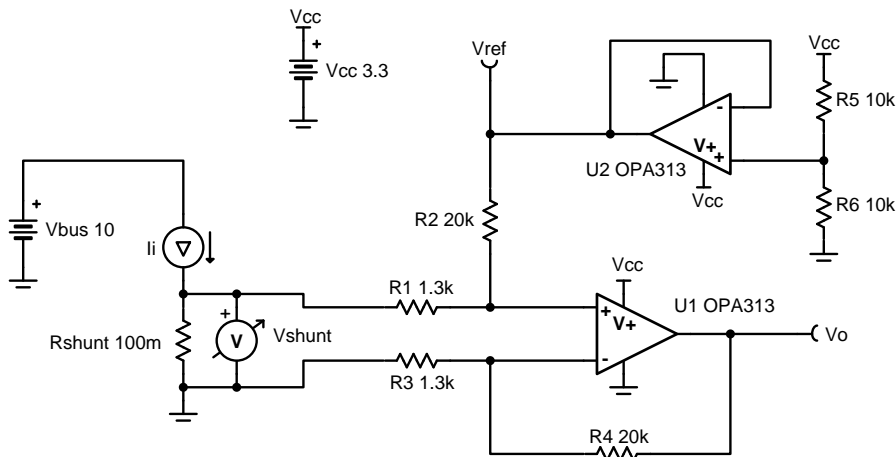 Vcc
+
Vcc 3.3
Vref
Vcc
R5 10k
-
V+
+
U2 OPA313
Vcc
R6 10k
+
Vbus 10
Ii
R2 20k
R1 1.3k
Vcc
U1 OPA313
+
V+
-
Vo
Rshunt 100m
+
V
Vshunt
R3 1.3k
R4 20k